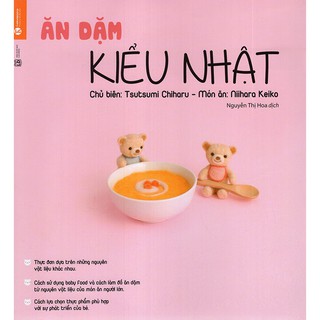 ĂN DẶM
KIỂU NHẬT
Chủ biên: Tsutsumi Chiharu - Món ăn: Niihara Keiko
Nguyễn Thị Hoa dịch
Thực đơn dựa trên những nguyên
vật liệu khác nhau.
Cách sử dụng baby food và cách làm đồ ăn dặm
từ nguyên vật liệu của món ăn người lớn.
Cách lựa chọn thực phẩm phù hợp
với sự phát triển của bé.